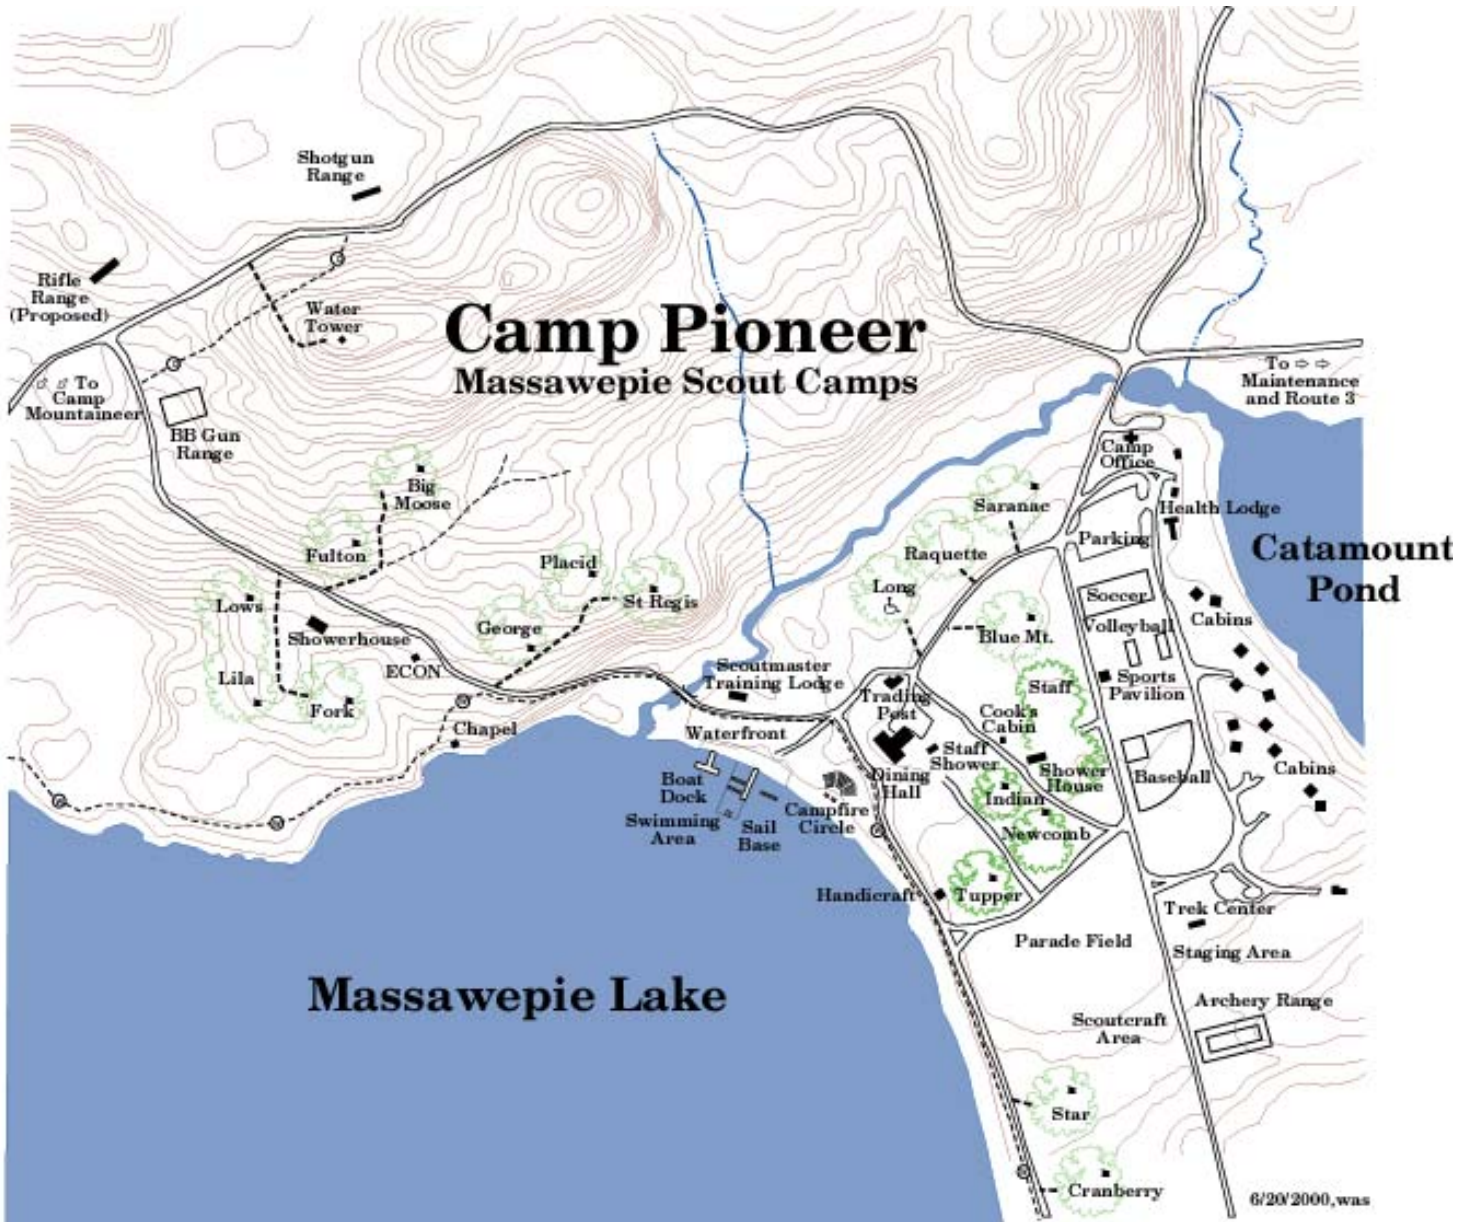 Shotgun
Range
Rifle
Range
(Proposed)
Water
Tower
Camp Pioneer
Massawepie Scout Camps
To
Camp
Mountaineer
To ⇨ ⇨
Maintenance
and Route 3
BB Gun
Range
Camp
Office
Big
Moose
Saranac
Health Lodge
Parking
Catamount
Pond
Fulton
Raquette
Placid
Long
St Regis
Soccer
Cabins
Lows
Volleyball
George
Blue Mt.
Showerhouse
ECON
Scoutmaster
Training Lodge
Lila
Staff
Sports
Pavilion
Trading
Post
Fork
Cook's
Cabin
Chapel
Waterfront
Staff
Shower
Dining
Hall
Shower
House
Baseball
Cabins
Boat
Dock
Indian
Campfire
Circle
Swimming
Area
Sail
Base
Newcomb
Handicraft
Tupper
Trek Center
Parade Field
Staging Area
Massawepie Lake
Archery Range
Scoutcraft
Area
Star
Cranberry
6/20/2000,was